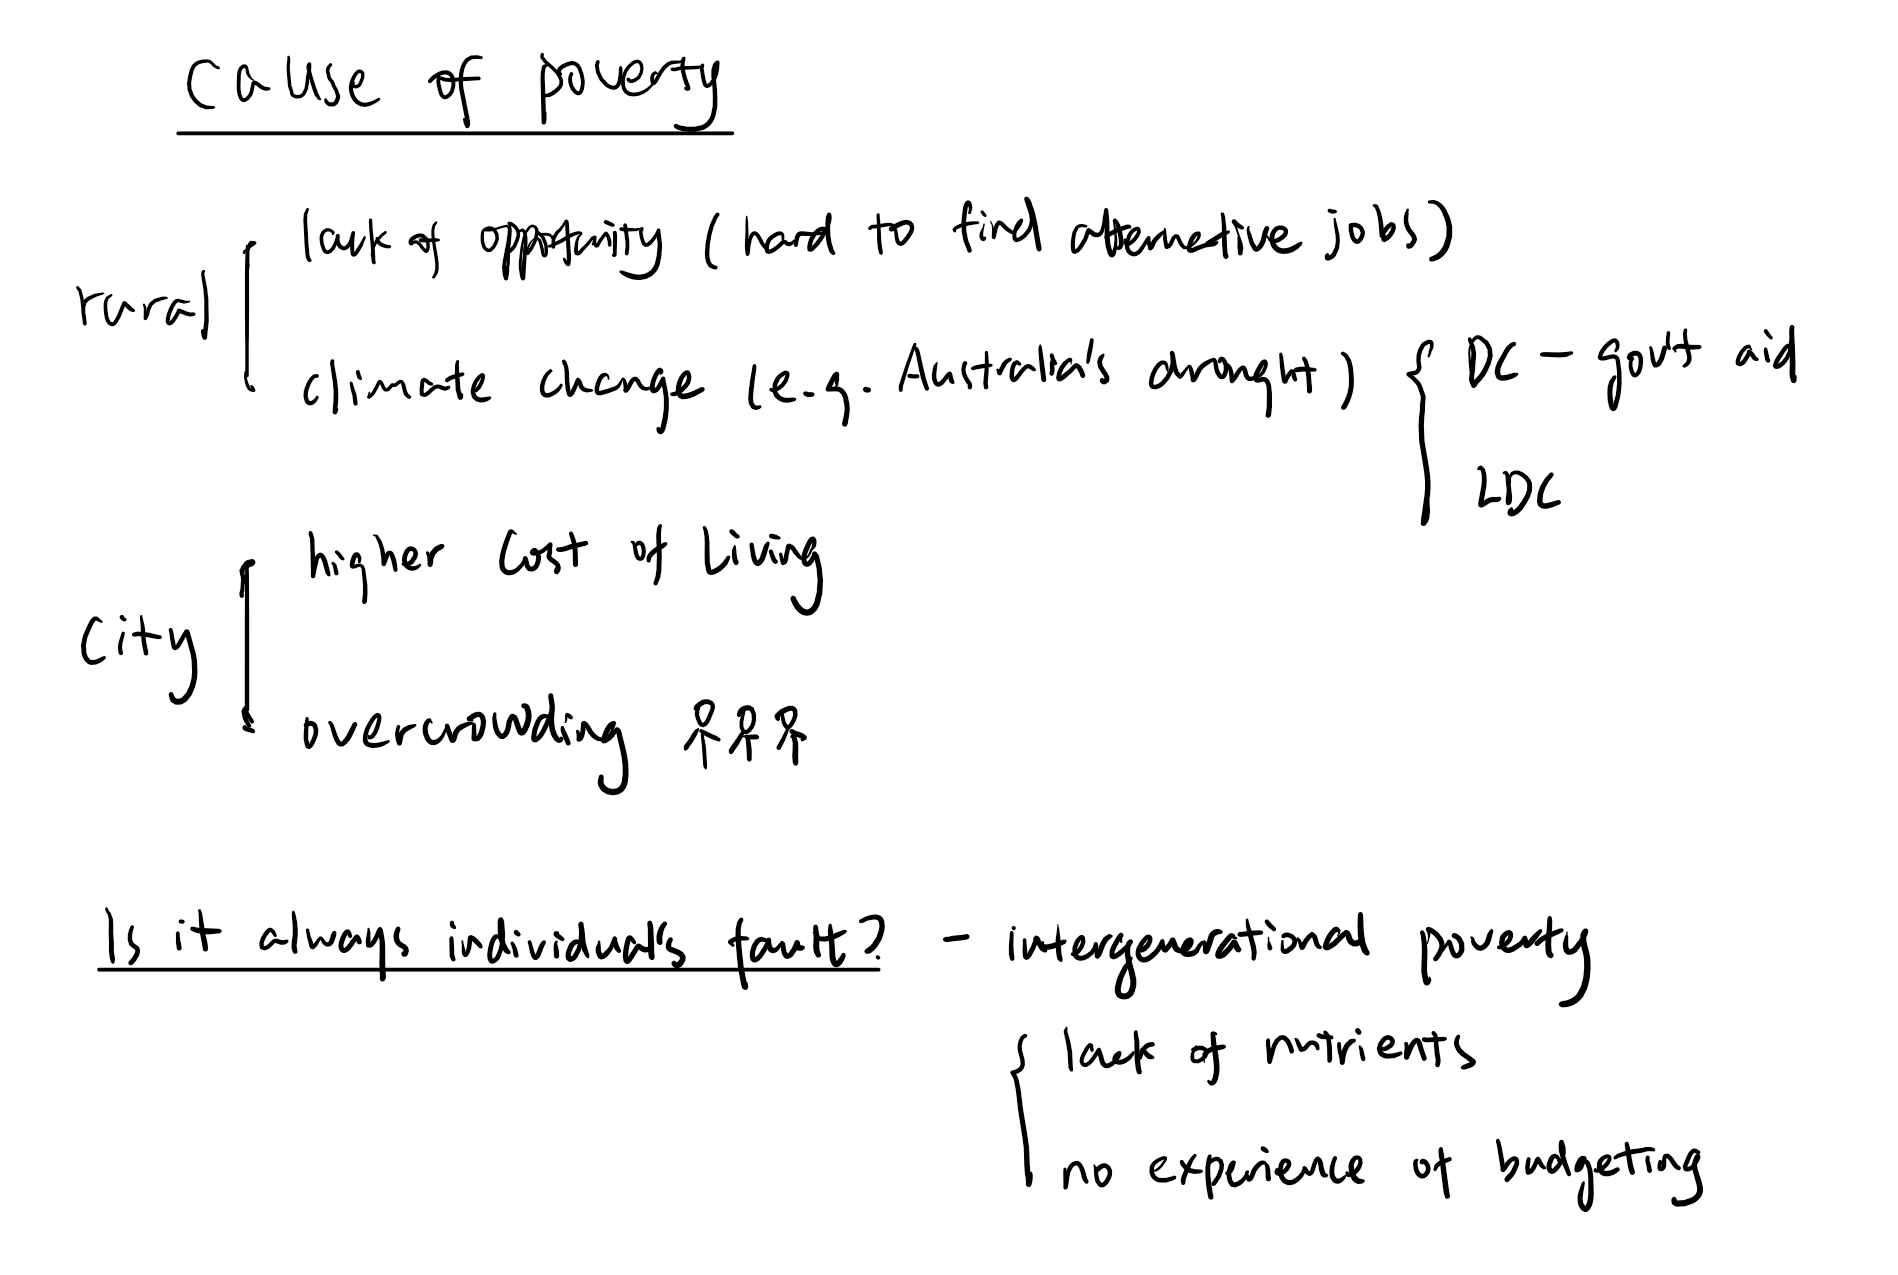 cause of poverty
lack of opportunity (hard to find alternative jobs)
rural
climate change (e.g. Australia's drought)
DC - gov't aid
LDC
higher cost of Living
city
overcrowding
Is it always individual's fault? - intergenerational poverty
lack of nutrients
no experience of budgeting